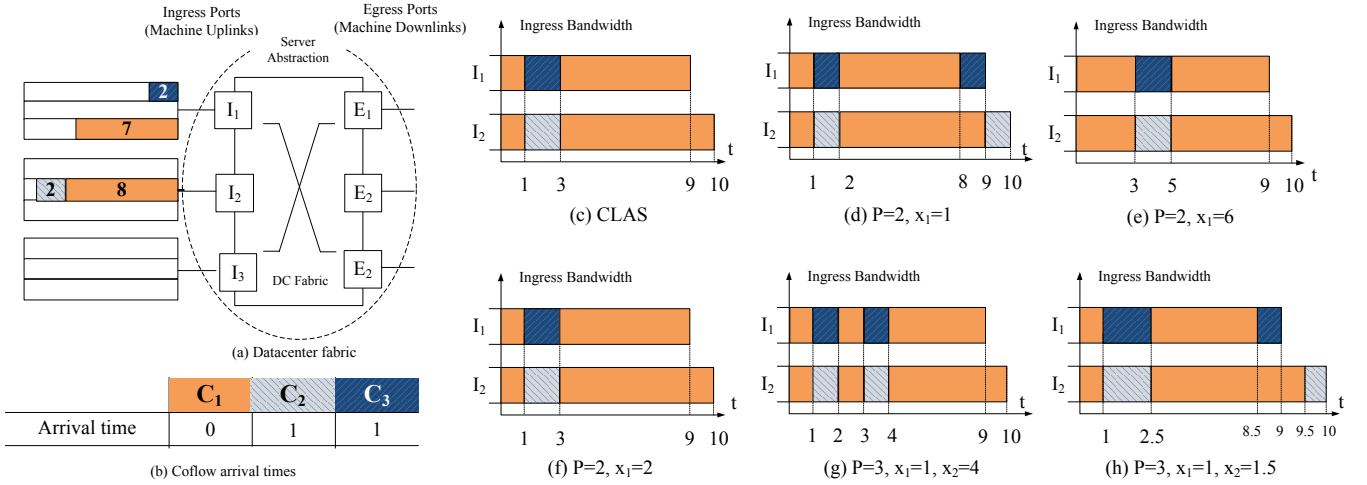 Ingress Ports
(Machine Uplinks)
Egress Ports
(Machine Downlinks)
Server
Abstraction
2
7
2 8
I1 E1
I2 E2
I3 E2
DC Fabric
(a) Datacenter fabric
C1 C2 C3
Arrival time 0 1 1
(b) Coflow arrival times
Ingress Bandwidth
I1
I2
t
1 3 9 10
(c) CLAS
Ingress Bandwidth
I1
I2
t
1 2 8 9 10
(d) P=2, x1=1
Ingress Bandwidth
I1
I2
t
3 5 9 10
(e) P=2, x1=6
Ingress Bandwidth
I1
I2
t
1 3 9 10
(f) P=2, x1=2
Ingress Bandwidth
I1
I2
t
1 2 3 4 9 10
(g) P=3, x1=1, x2=4
Ingress Bandwidth
I1
I2
t
1 2.5 8.5 9 9.5 10
(h) P=3, x1=1, x2=1.5